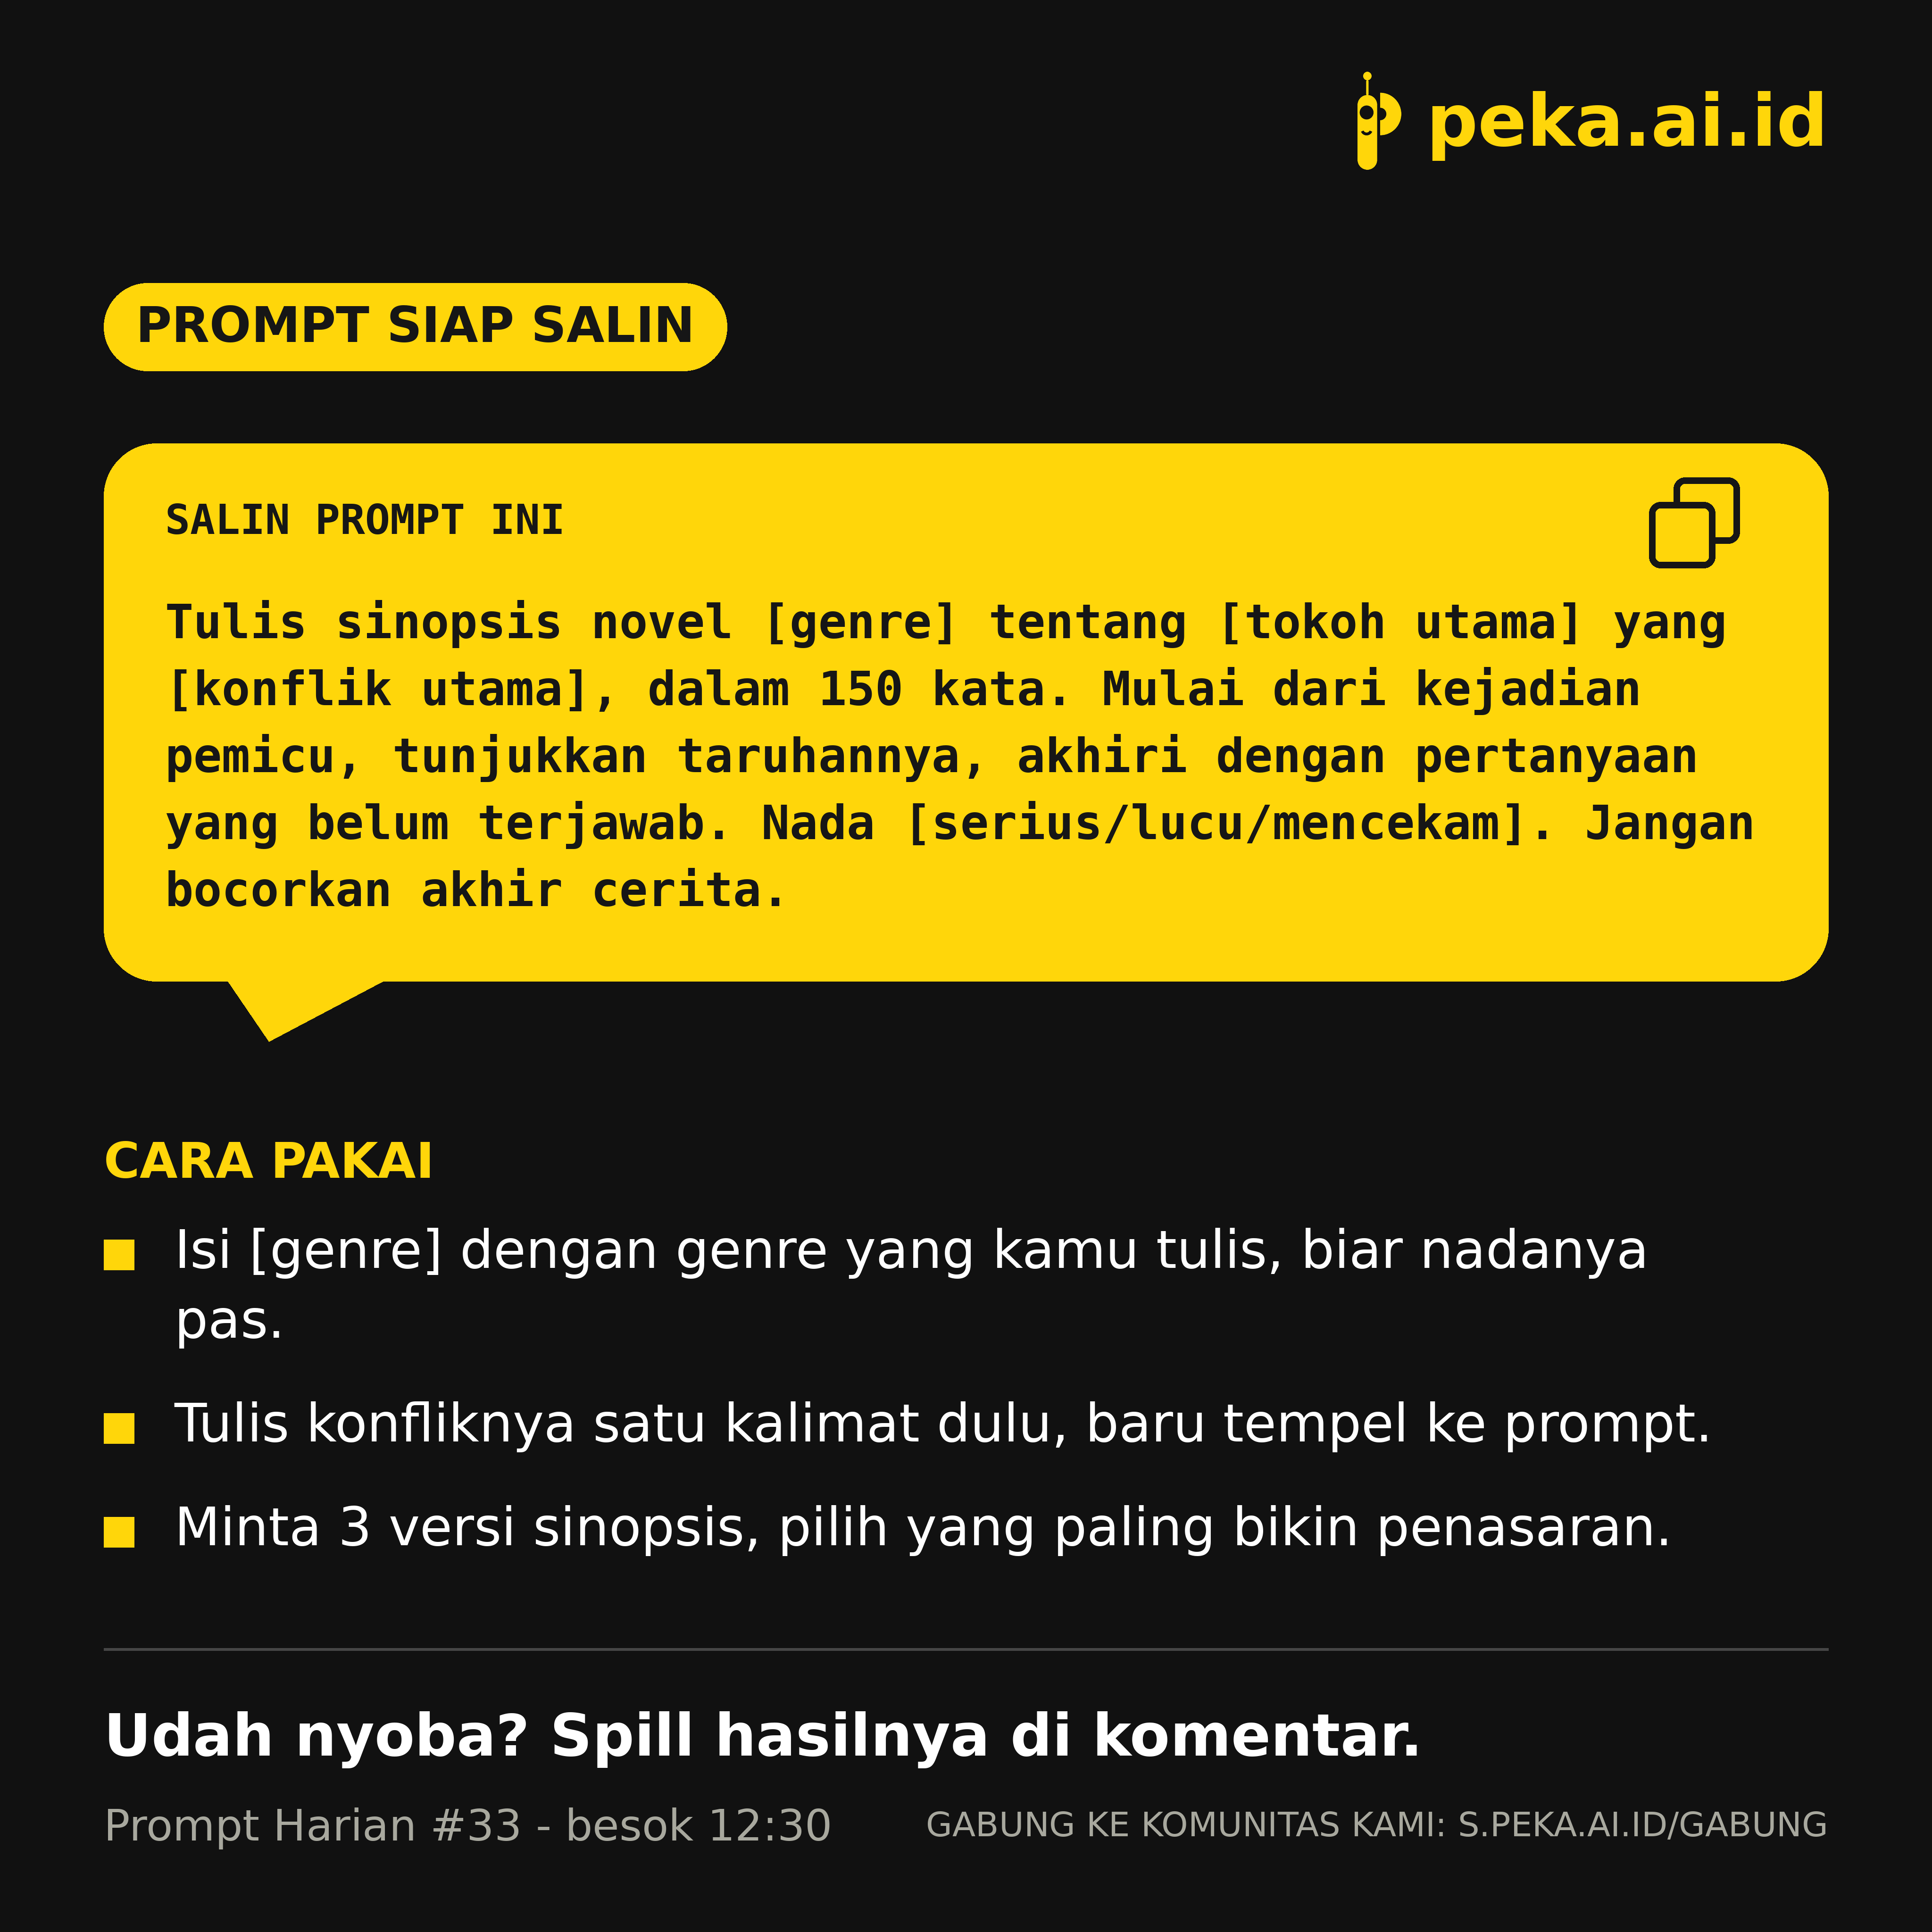 peka.ai.id
PROMPT SIAP SALIN
SALIN PROMPT INI
Tulis sinopsis novel [genre] tentang [tokoh utama] yang
[konflik utama], dalam 150 kata. Mulai dari kejadian
pemicu, tunjukkan taruhannya, akhiri dengan pertanyaan
yang belum terjawab. Nada [serius/lucu/mencekam]. Jangan
bocorkan akhir cerita.
CARA PAKAI
Isi [genre] dengan genre yang kamu tulis, biar nadanya
pas.
Tulis konfliknya satu kalimat dulu, baru tempel ke prompt.
Minta 3 versi sinopsis, pilih yang paling bikin penasaran.
Udah nyoba? Spill hasilnya di komentar.
Prompt Harian #33 - besok 12:30
GABUNG KE KOMUNITAS KAMI: S.PEKA.AI.ID/GABUNG